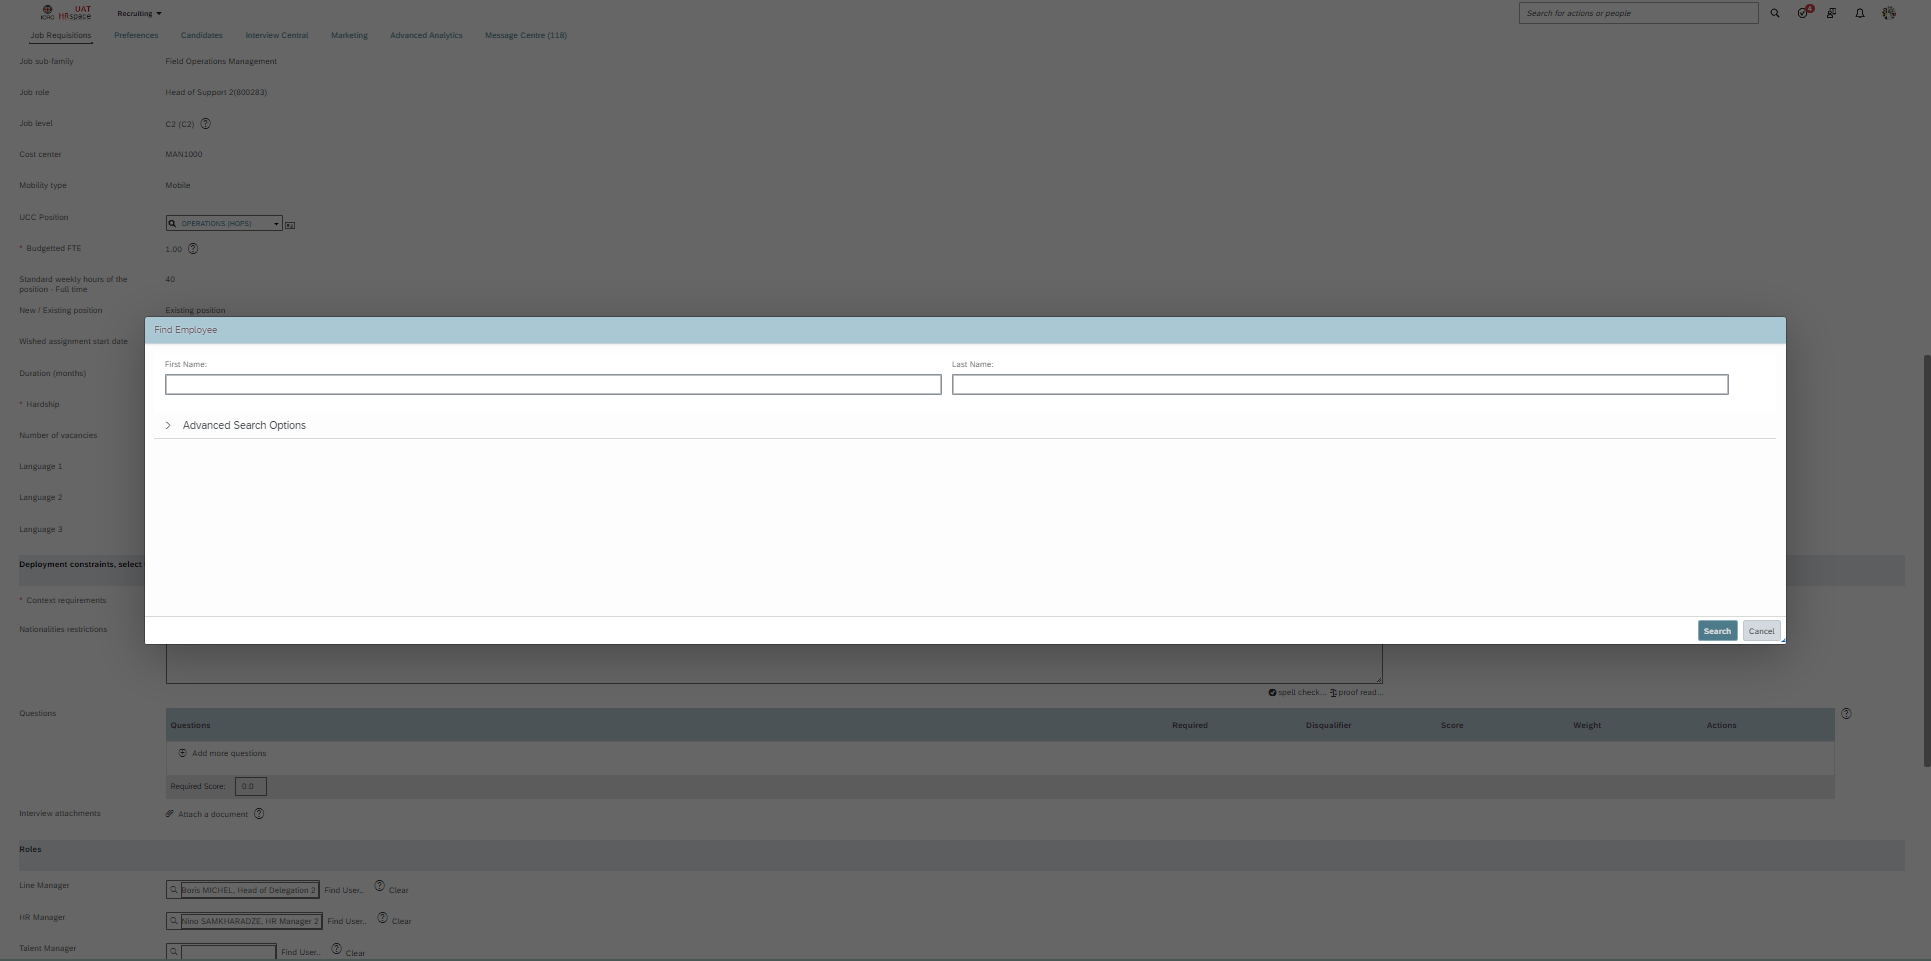 ICRC UAT HRspace
Recruiting
Search for actions or people
4
Job Requisitions Preferences Candidates Interview Central Marketing Advanced Analytics Message Centre (118)
Job sub-family Field Operations Management
Job role Head of Support 2(800283)
Job level C2 (C2) ?
Cost center MAN1000
Mobility type Mobile
UCC Position OPERATIONS (HOPS)
* Budgetted FTE 1.00 ?
Standard weekly hours of the 40
position - Full time
New / Existing position Existing position
Find Employee
Wished assignment start date
First Name: Last Name:
Duration (months)
* Hardship
Advanced Search Options
Number of vacancies
Language 1
Language 2
Language 3
Deployment constraints, select
* Context requirements
Nationalities restrictions
Search Cancel
spell check... proof read...
Questions
Questions Required Disqualifier Score Weight Actions ?
Add more questions
Required Score: 0.0
Interview attachments Attach a document ?
Roles
Line Manager Boris MICHEL, Head of Delegation 2 Find User.. ? Clear
HR Manager Nino SAMKHARADZE, HR Manager 2 Find User.. ? Clear
Talent Manager Find User.. ? Clear